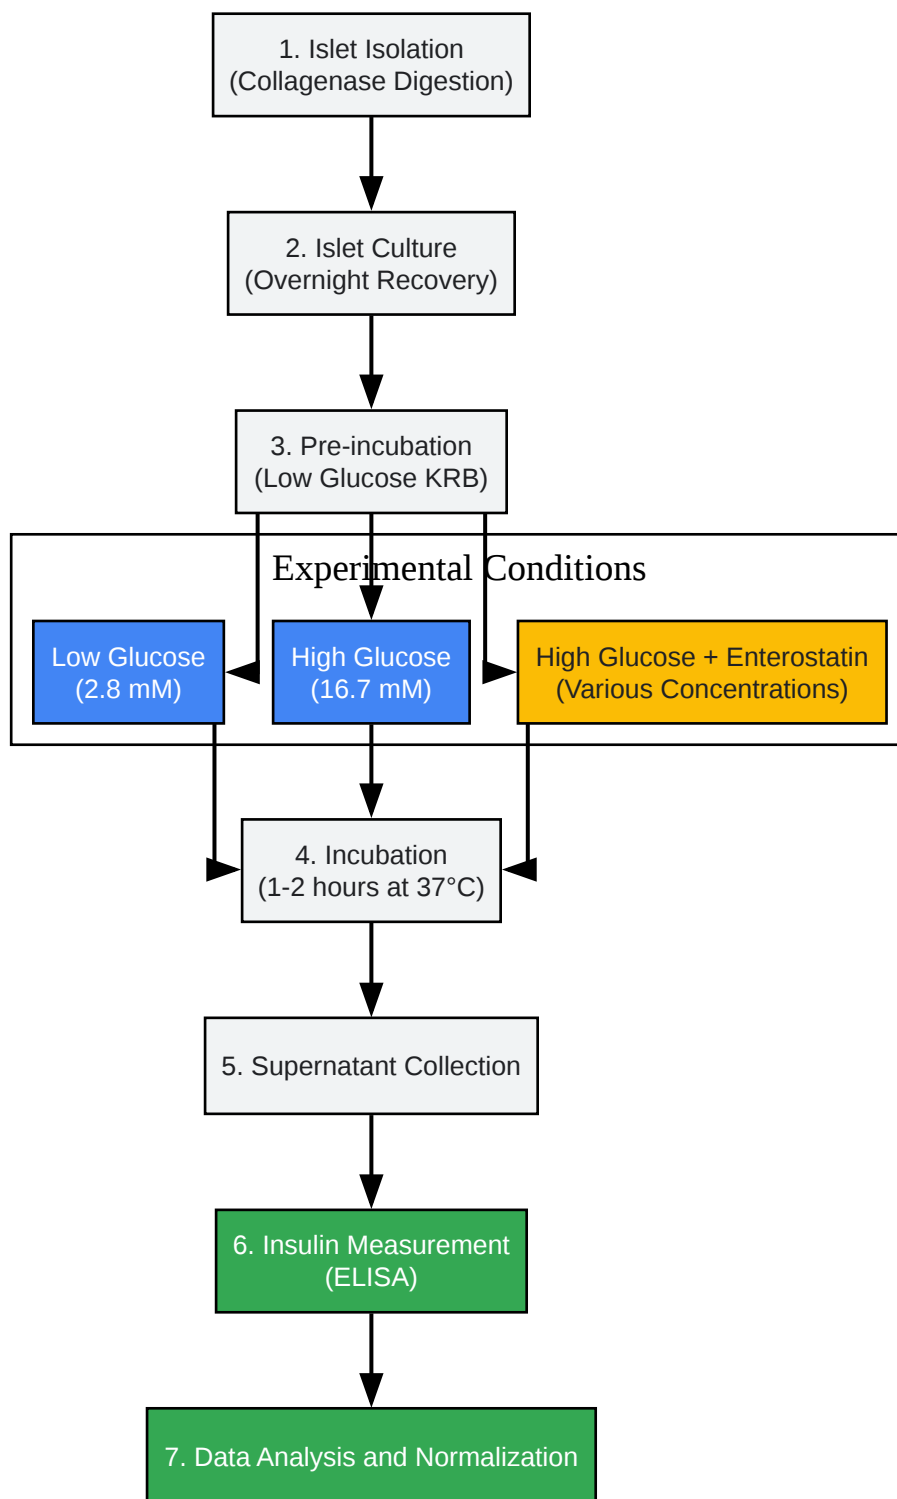 1. Islet Isolation
(Collagenase Digestion)
2. Islet Culture
(Overnight Recovery)
3. Pre-incubation
(Low Glucose KRB)
Experimental Conditions
Low Glucose
(2.8 mM)
High Glucose
(16.7 mM)
High Glucose + Enterostatin
(Various Concentrations)
4. Incubation
(1-2 hours at 37°C)
5. Supernatant Collection
6. Insulin Measurement
(ELISA)
7. Data Analysis and Normalization